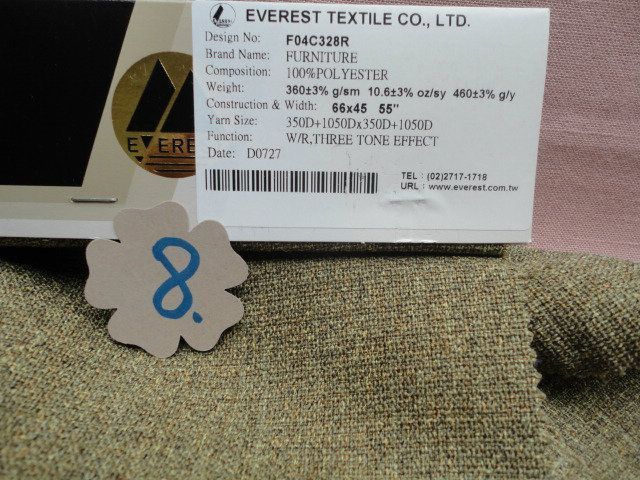 EVEREST TEXTILE CO., LTD.
Design No: F04C328R
Brand Name: FURNITURE
Composition: 100%POLYESTER
Weight: 360±3% g/sm 10.6±3% oz/sy 460±3% g/y
Construction & Width: 66x45 55"
Yarn Size: 350D+1050Dx350D+1050D
Function: W/R,THREE TONE EFFECT
Date: D0727
TEL : (02)2717-1718
URL : www.everest.com.tw
EVERE
8.